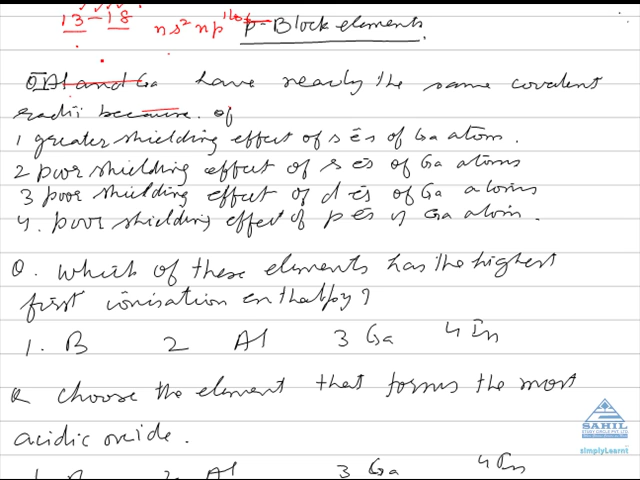 13-18 ns² np¹⁻⁶ p-Block elements.
Q Al and Ga have nearly the same covalent
radii because of
1 greater shielding effect of s ēs of Ga atom.
2 poor shielding effect of s ēs of Ga atoms
3 poor shielding effect of d ēs of Ga atoms
4. poor shielding effect of p ēs of Ga atom.
Q. Which of these elements has the highest
first ionisation enthalpy?
1. B 2 Al 3 Ga 4 In
Q choose the element that forms the most
acidic oxide.
SAHIL
simplyLearnt
1. B 2 Al 3 Ga 4 In